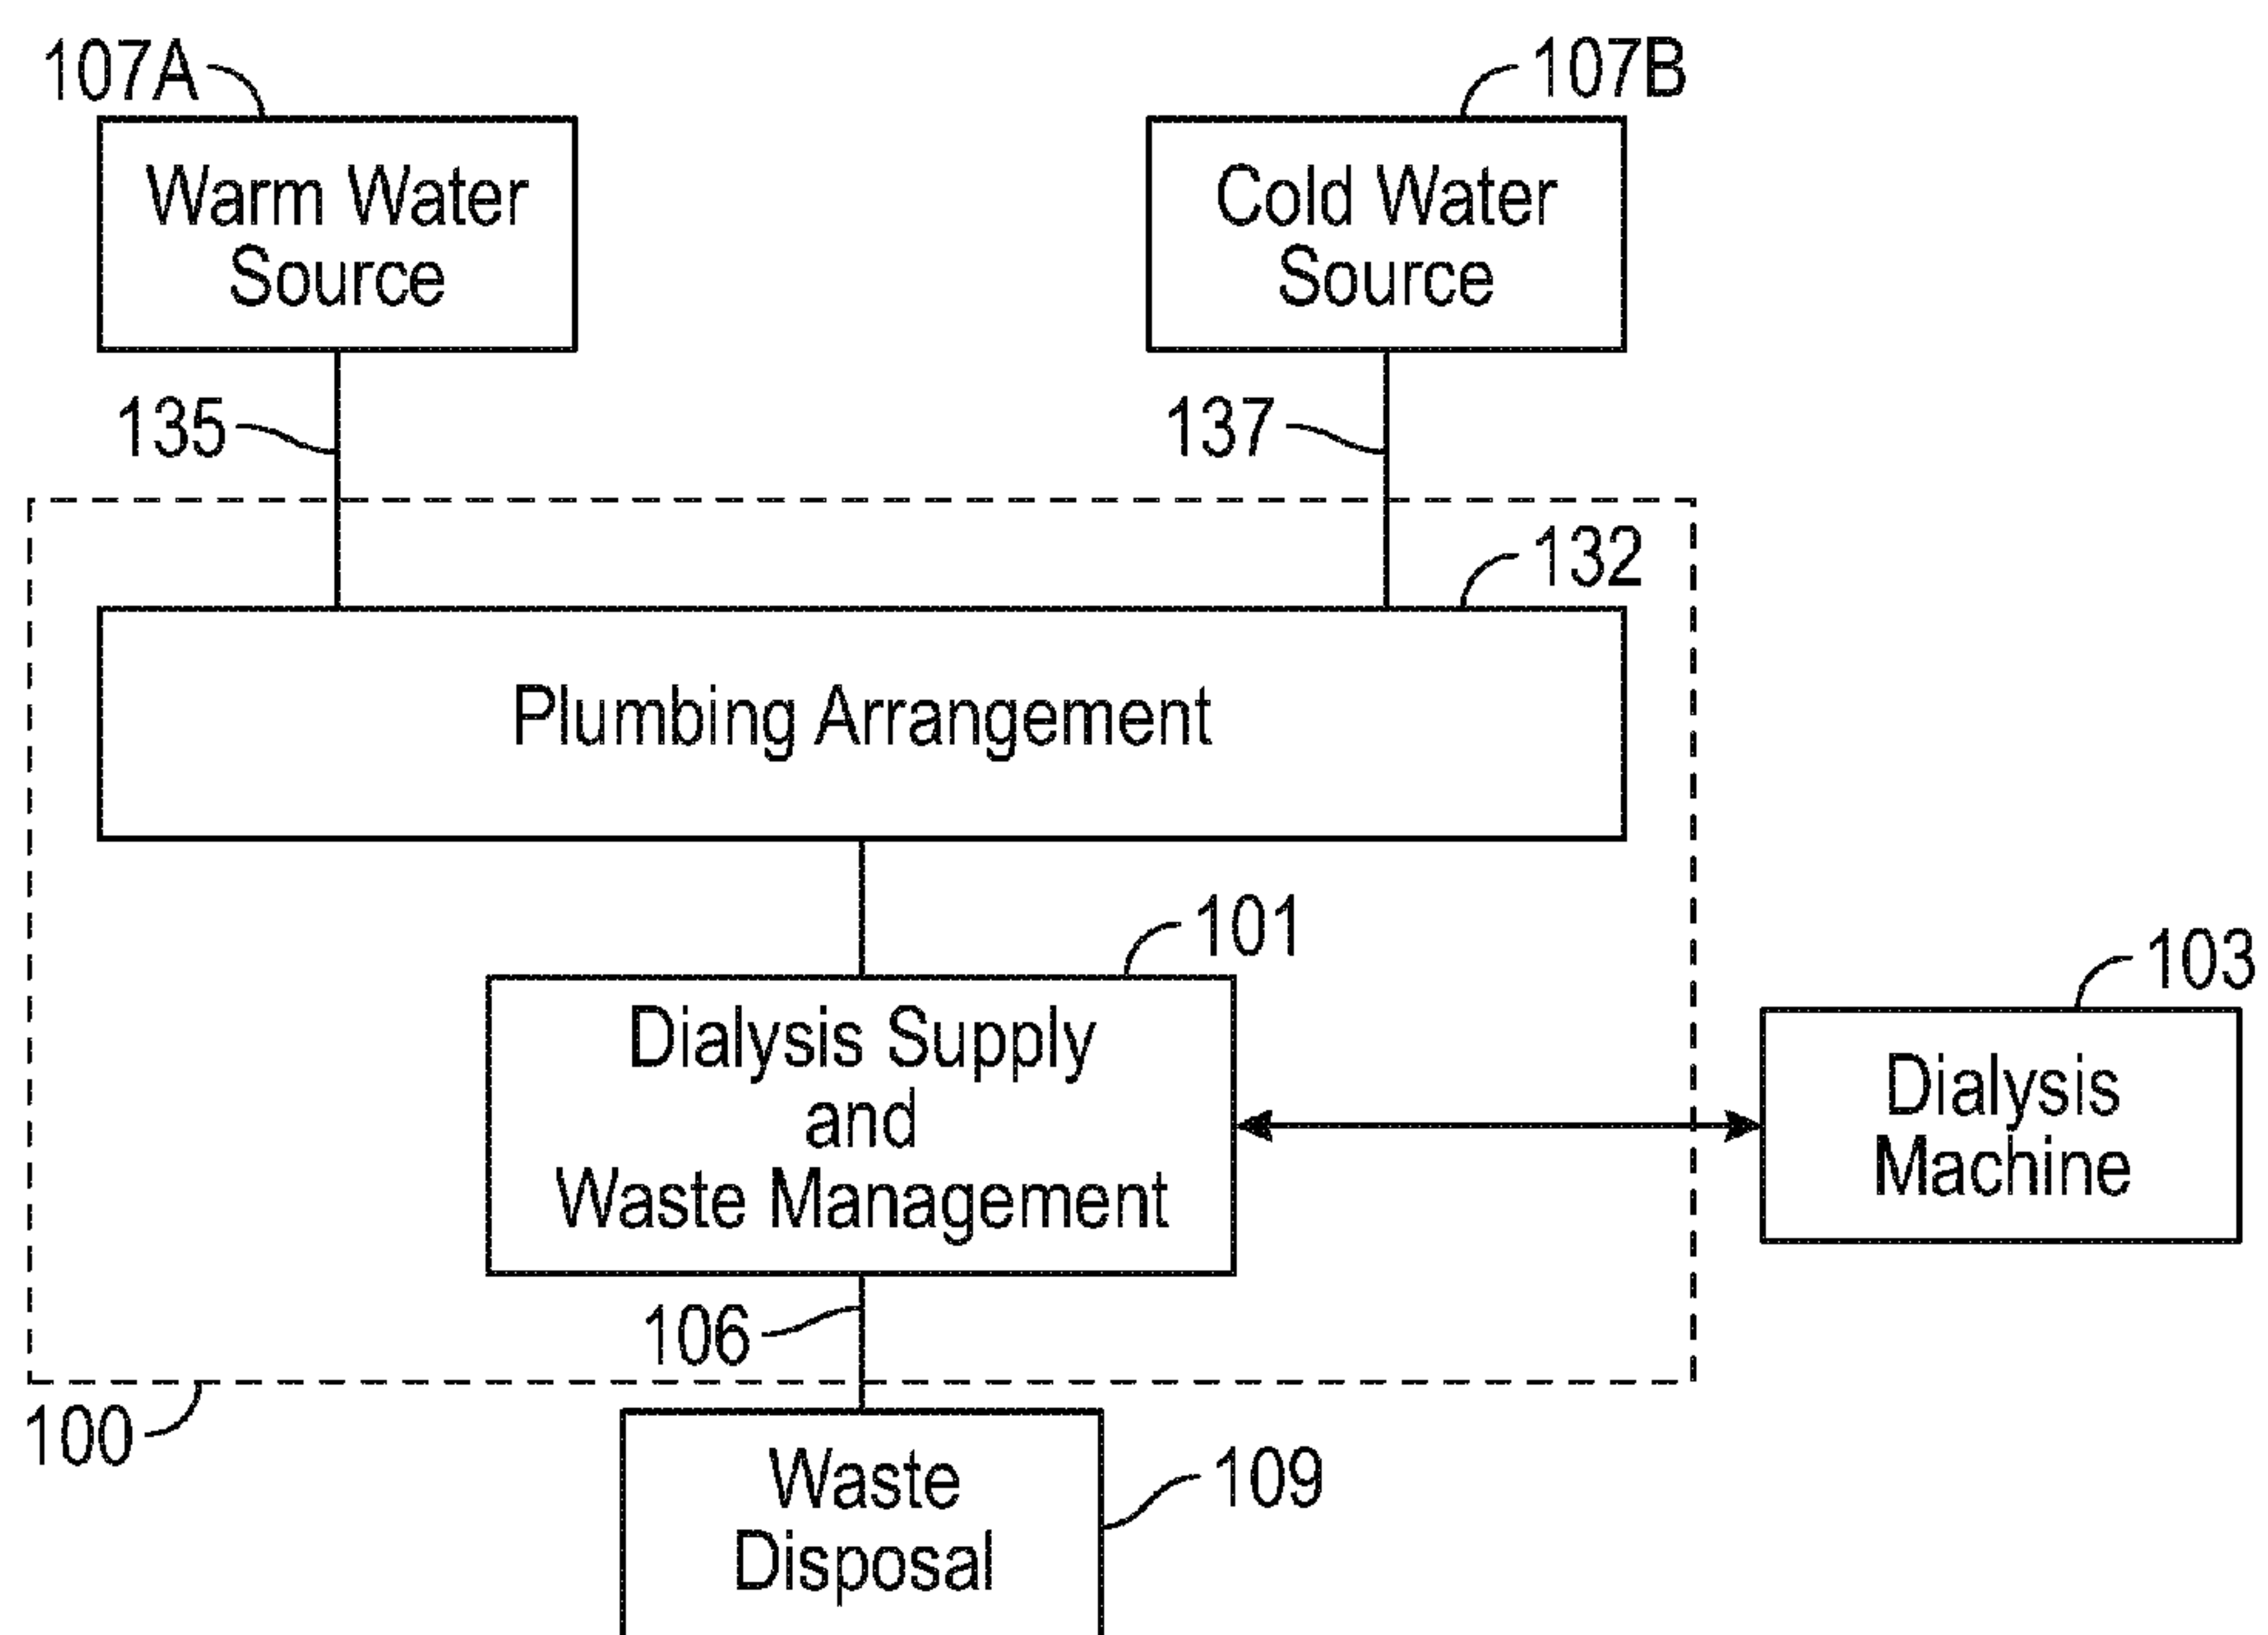 107A
107B
Warm Water
Source
Cold Water
Source
135
137
132
Plumbing Arrangement
101
103
Dialysis Supply
and
Waste Management
Dialysis
Machine
106
100
Waste
Disposal
109